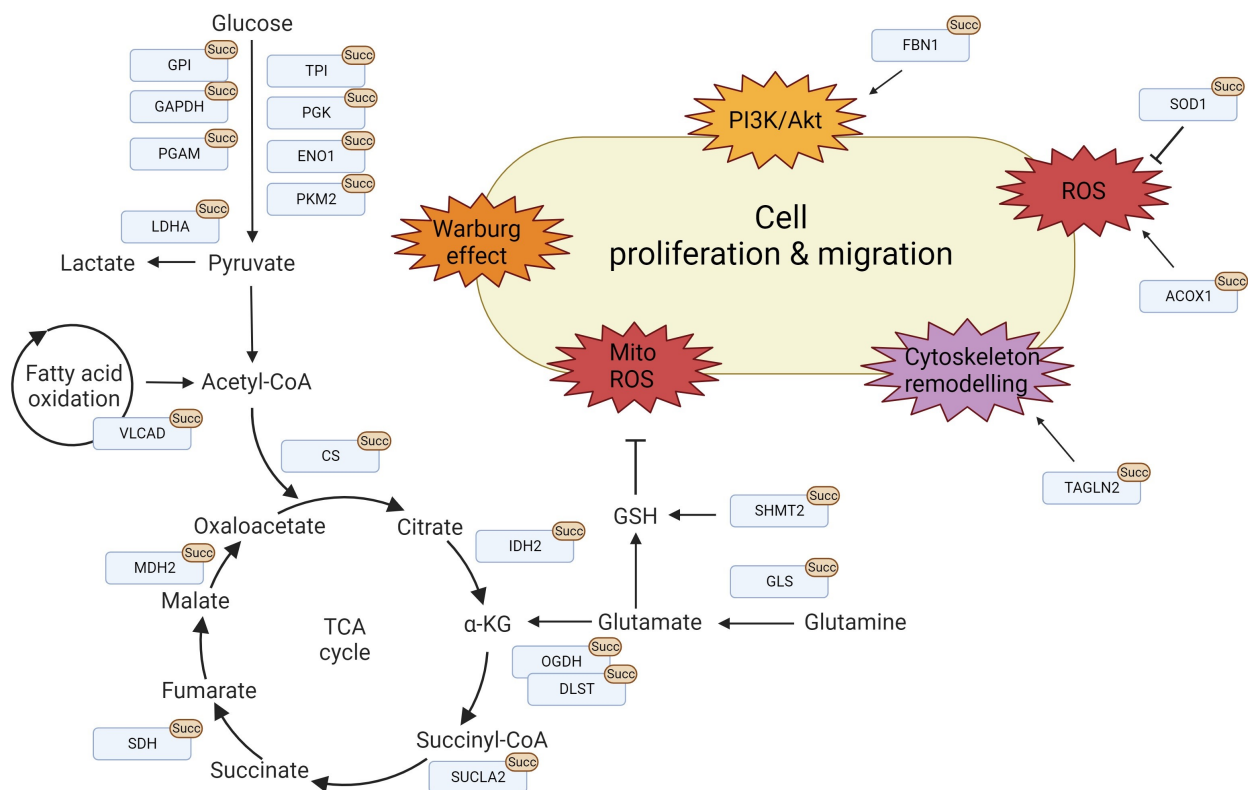 Glucose
Succ
GPI
Succ
TPI
Succ
GAPDH
Succ
PGK
Succ
PGAM
Succ
ENO1
Succ
PKM2
Succ
LDHA
Lactate
Pyruvate
Fatty acid
oxidation
Acetyl-CoA
Succ
VLCAD
Succ
CS
Oxaloacetate
Citrate
Succ
IDH2
Succ
MDH2
Malate
TCA
cycle
α-KG
Glutamate
Glutamine
Succ
GLS
GSH
Succ
SHMT2
Succ
OGDH
Succ
DLST
Fumarate
Succ
SDH
Succinate
Succinyl-CoA
Succ
SUCLA2
Succ
FBN1
PI3K/Akt
Succ
SOD1
ROS
Warburg
effect
Cell
proliferation & migration
Succ
ACOX1
Mito
ROS
Cytoskeleton
remodelling
Succ
TAGLN2